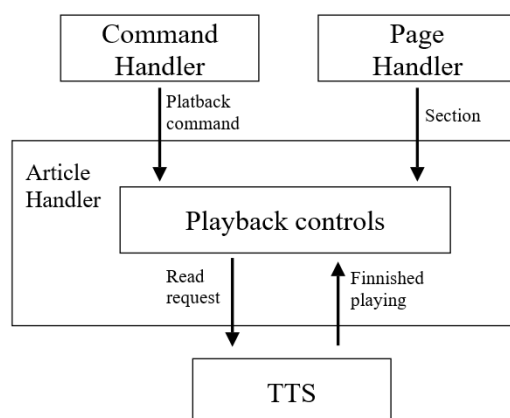 Command
Handler
Page
Handler
Platback
command
Section
Article
Handler
Playback controls
Read
request
Finnished
playing
TTS